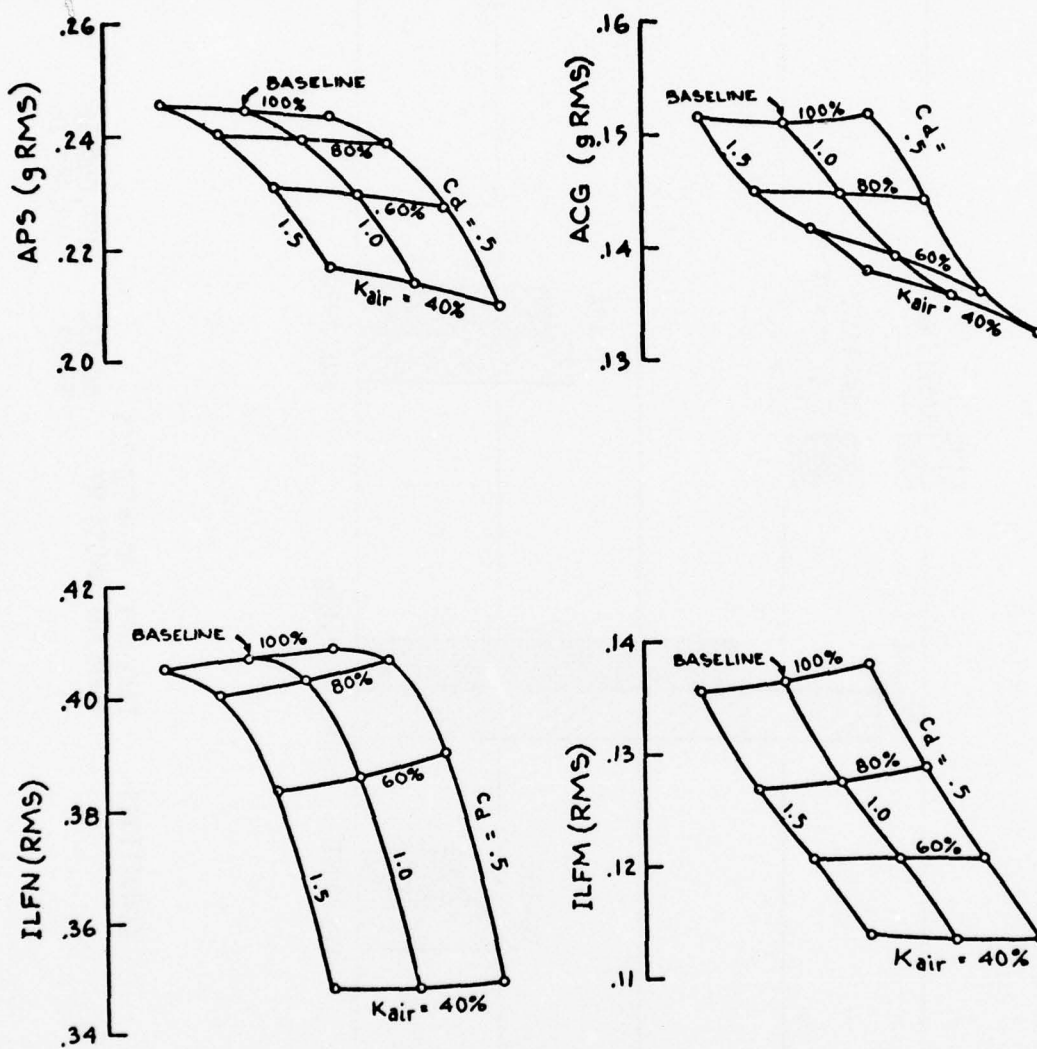 .26
.24
.22
.20
APS (g RMS)
BASELINE
100%
80%
.60%
1.5
1.0
Cd = .5
Kair = 40%
.16
.15
.14
.13
ACG (g RMS)
BASELINE
100%
80%
60%
1.5
1.0
Cd = .5
Kair = 40%
.42
.40
.38
.36
.34
ILFN (RMS)
BASELINE
100%
80%
60%
1.5
1.0
Cd = .5
Kair = 40%
.14
.13
.12
.11
ILFM (RMS)
BASELINE
100%
80%
60%
1.5
1.0
Cd = .5
Kair = 40%